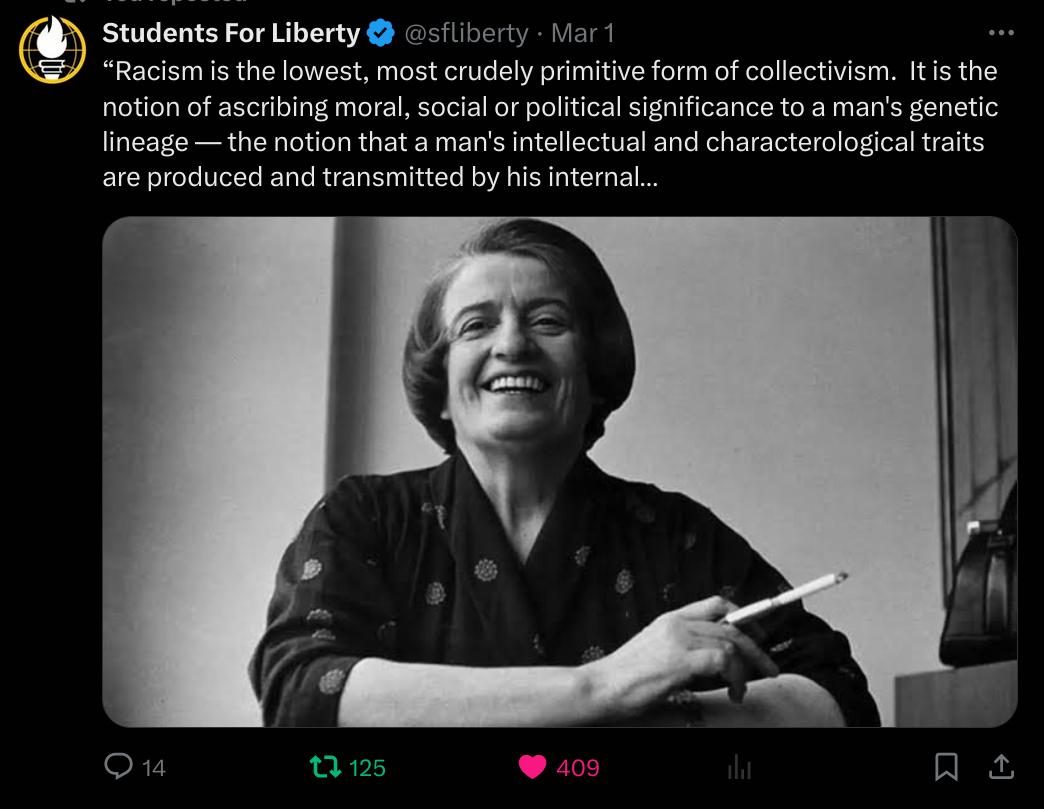 You reposted
Students For Liberty @sfliberty · Mar 1
“Racism is the lowest, most crudely primitive form of collectivism.  It is the
notion of ascribing moral, social or political significance to a man's genetic
lineage — the notion that a man's intellectual and characterological traits
are produced and transmitted by his internal...
14 125 409